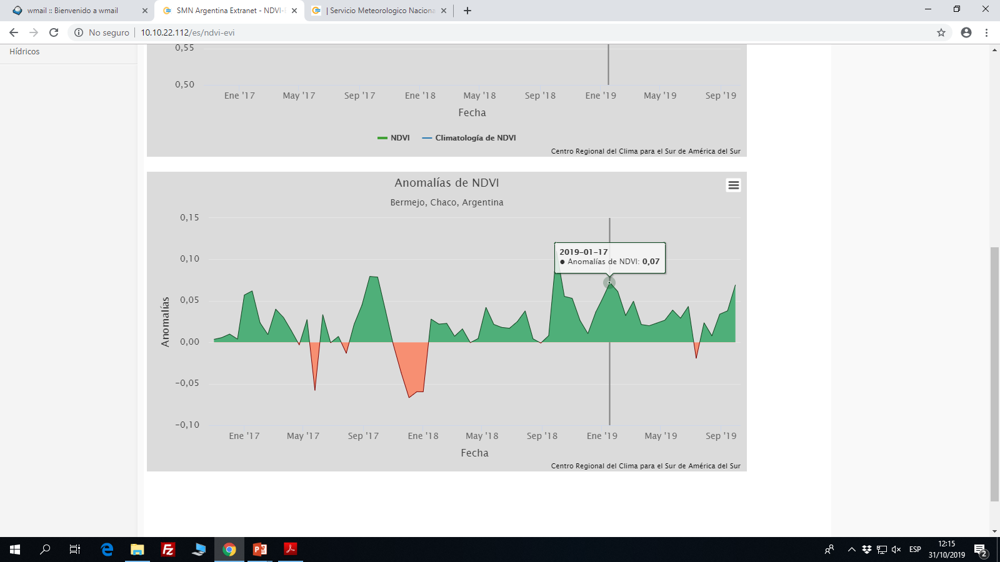 wmail :: Bienvenido a wmail
SMN Argentina Extranet - NDVI-
| Servicio Meteorologico Naciona
No seguro
10.10.22.112/es/ndvi-evi
Hídricos
0,55
0,50
Ene '17 May '17 Sep '17 Ene '18 May '18 Sep '18 Ene '19 May '19 Sep '19
Fecha
NDVI Climatología de NDVI
Centro Regional del Clima para el Sur de América del Sur
Anomalías de NDVI
Bermejo, Chaco, Argentina
Anomalías
0,15
0,10
0,05
0,00
-0,05
-0,10
2019-01-17
● Anomalías de NDVI: 0,07
Ene '17 May '17 Sep '17 Ene '18 May '18 Sep '18 Ene '19 May '19 Sep '19
Fecha
Centro Regional del Clima para el Sur de América del Sur
ESP
12:15
31/10/2019
2